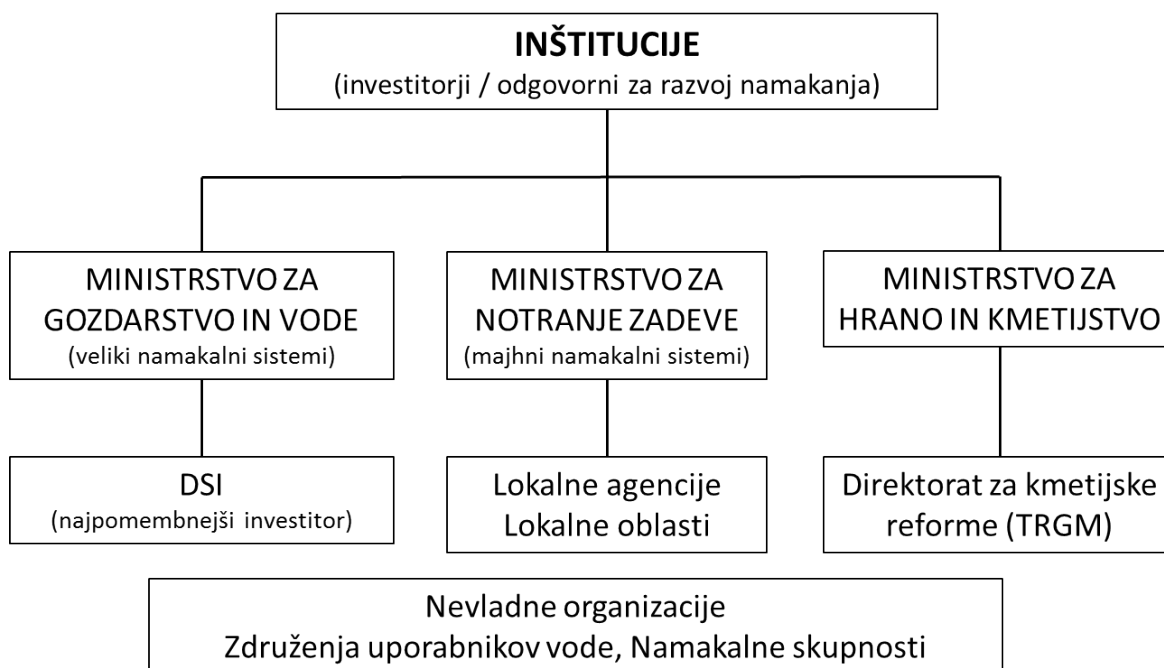 INŠTITUCIJE
(investitorji / odgovorni za razvoj namakanja)
MINISTRSTVO ZA
GOZDARSTVO IN VODE
(veliki namakalni sistemi)
MINISTRSTVO ZA
NOTRANJE ZADEVE
(majhni namakalni sistemi)
MINISTRSTVO ZA
HRANO IN KMETIJSTVO
DSI
(najpomembnejši investitor)
Lokalne agencije
Lokalne oblasti
Direktorat za kmetijske
reforme (TRGM)
Nevladne organizacije
Združenja uporabnikov vode, Namakalne skupnosti